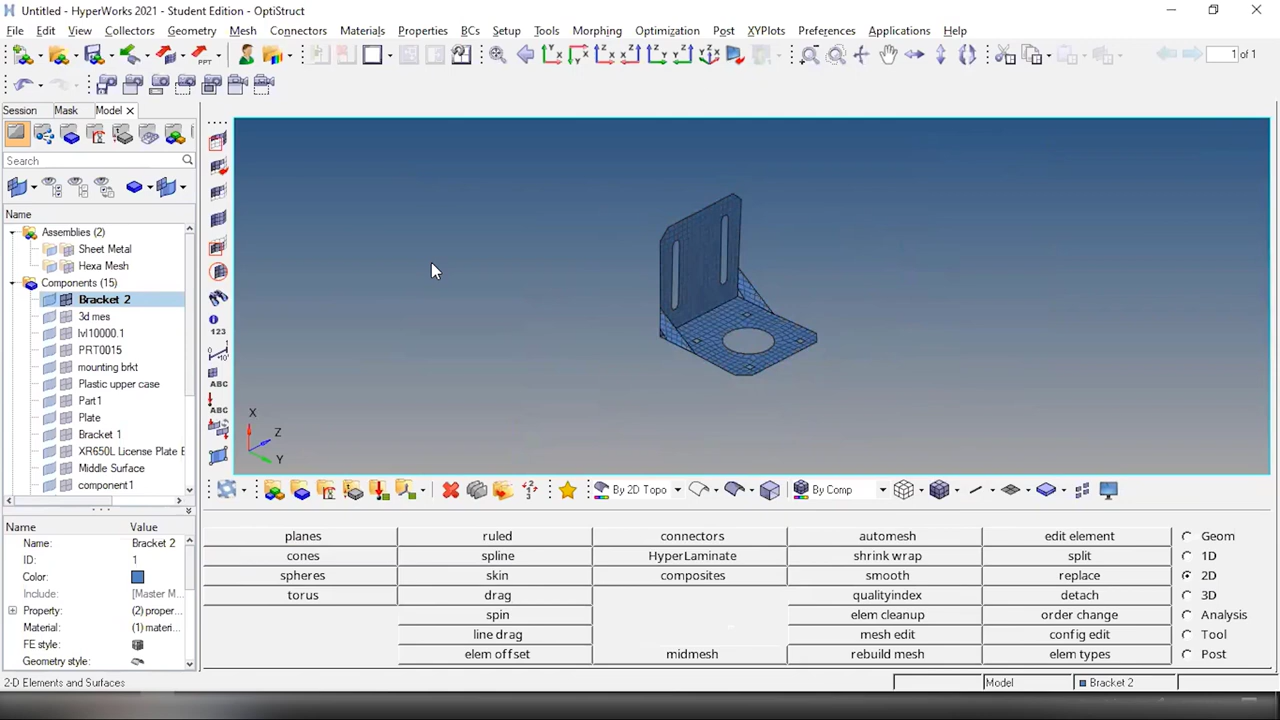 Untitled - HyperWorks 2021 - Student Edition - OptiStruct
File Edit View Collectors Geometry Mesh Connectors Materials Properties BCs Setup Tools Morphing Optimization Post XYPlots Preferences Applications Help
PPT
1 of 1
Session Mask Model
Search
Name
Assemblies (2)
Sheet Metal
Hexa Mesh
Components (15)
Bracket 2
3d mes
lvl10000.1
PRT0015
mounting brkt
Plastic upper case
Part1
Plate
Bracket 1
XR650L License Plate
Middle Surface
component1
Name Value
Name: Bracket 2
ID: 1
Color:
Include: [Master M...
Property: (2) proper...
Material: (1) materi...
FE style:
Geometry style:
123
ABC
ABC
X
Z
Y
By 2D Topo
By Comp
planes ruled connectors automesh edit element Geom
cones spline HyperLaminate shrink wrap split 1D
spheres skin composites smooth replace 2D
torus drag qualityindex detach 3D
spin elem cleanup order change Analysis
line drag mesh edit config edit Tool
elem offset midmesh rebuild mesh elem types Post
2-D Elements and Surfaces
Model
Bracket 2